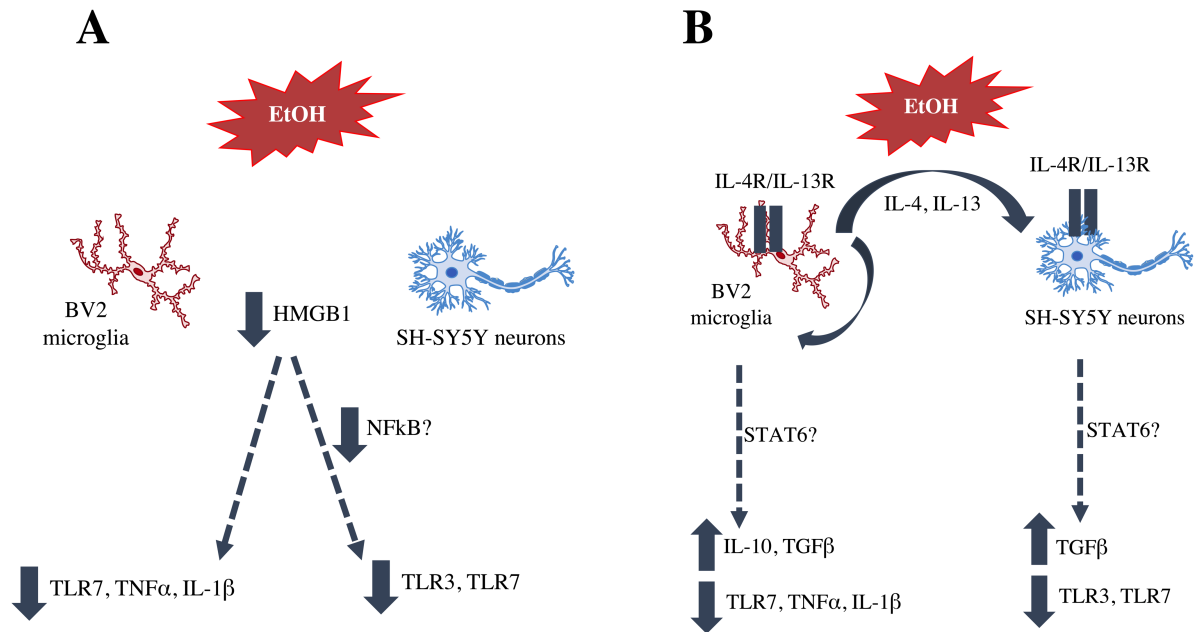 A
EtOH
BV2
microglia
HMGB1
SH-SY5Y neurons
NFkB?
TLR7, TNFα, IL-1β
TLR3, TLR7
B
EtOH
IL-4R/IL-13R
IL-4R/IL-13R
IL-4, IL-13
BV2
microglia
SH-SY5Y neurons
STAT6?
STAT6?
IL-10, TGFβ
TGFβ
TLR7, TNFα, IL-1β
TLR3, TLR7